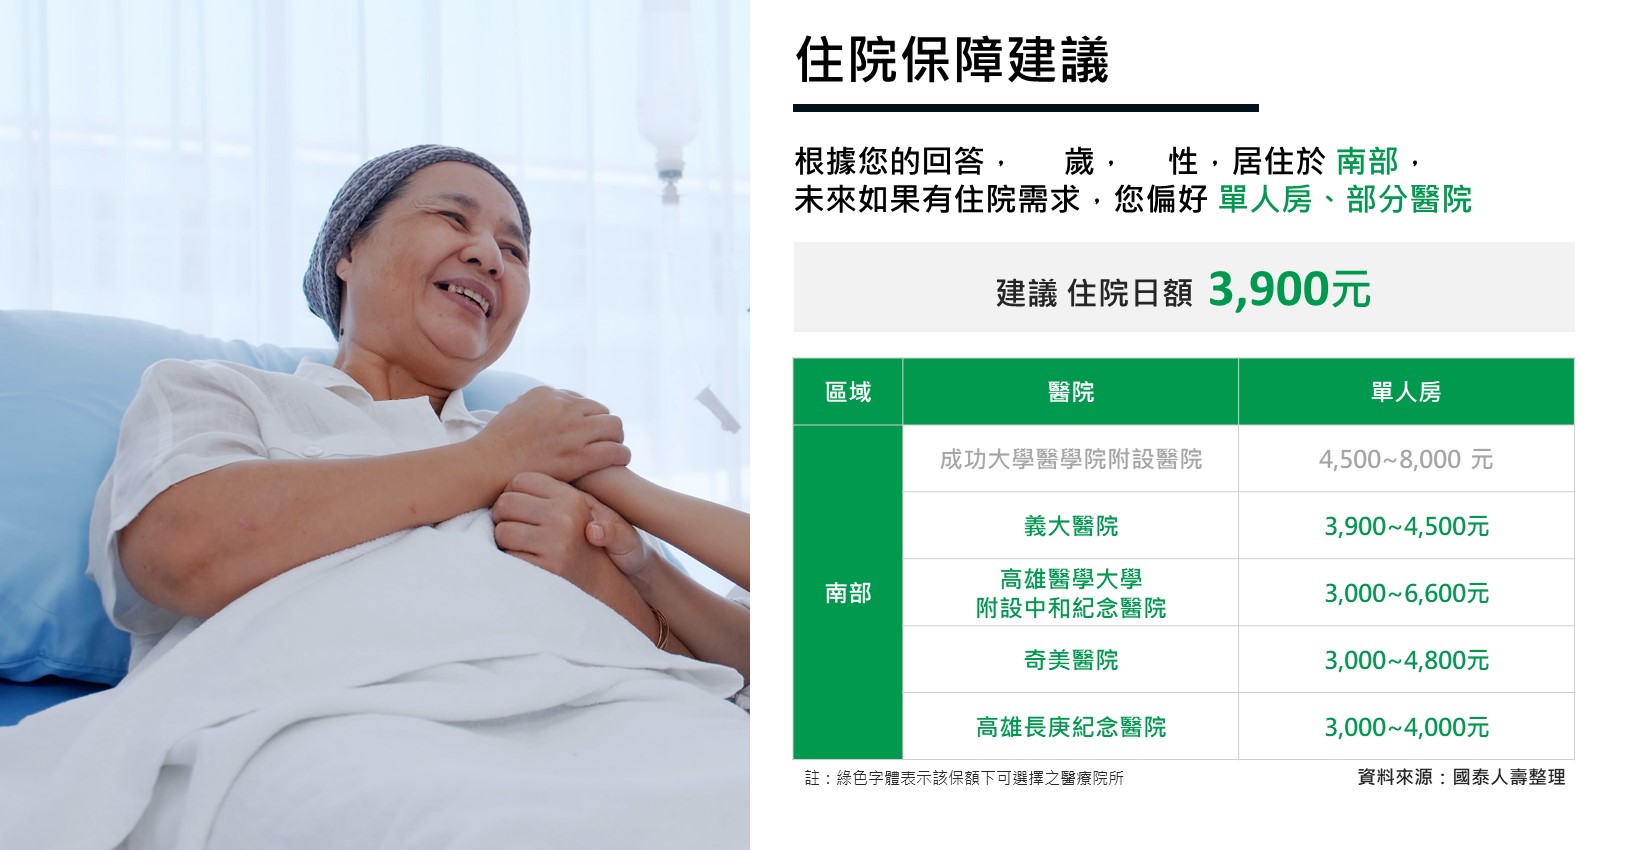 住院保障建議
根據您的回答， 歲， 性，居住於 南部，
未來如果有住院需求，您偏好 單人房、部分醫院
建議 住院日額 3,900元
區域 醫院 單人房
成功大學醫學院附設醫院 4,500~8,000 元
義大醫院 3,900~4,500元
南部
高雄醫學大學
附設中和紀念醫院 3,000~6,600元
奇美醫院 3,000~4,800元
高雄長庚紀念醫院 3,000~4,000元
註：綠色字體表示該保額下可選擇之醫療院所
資料來源：國泰人壽整理